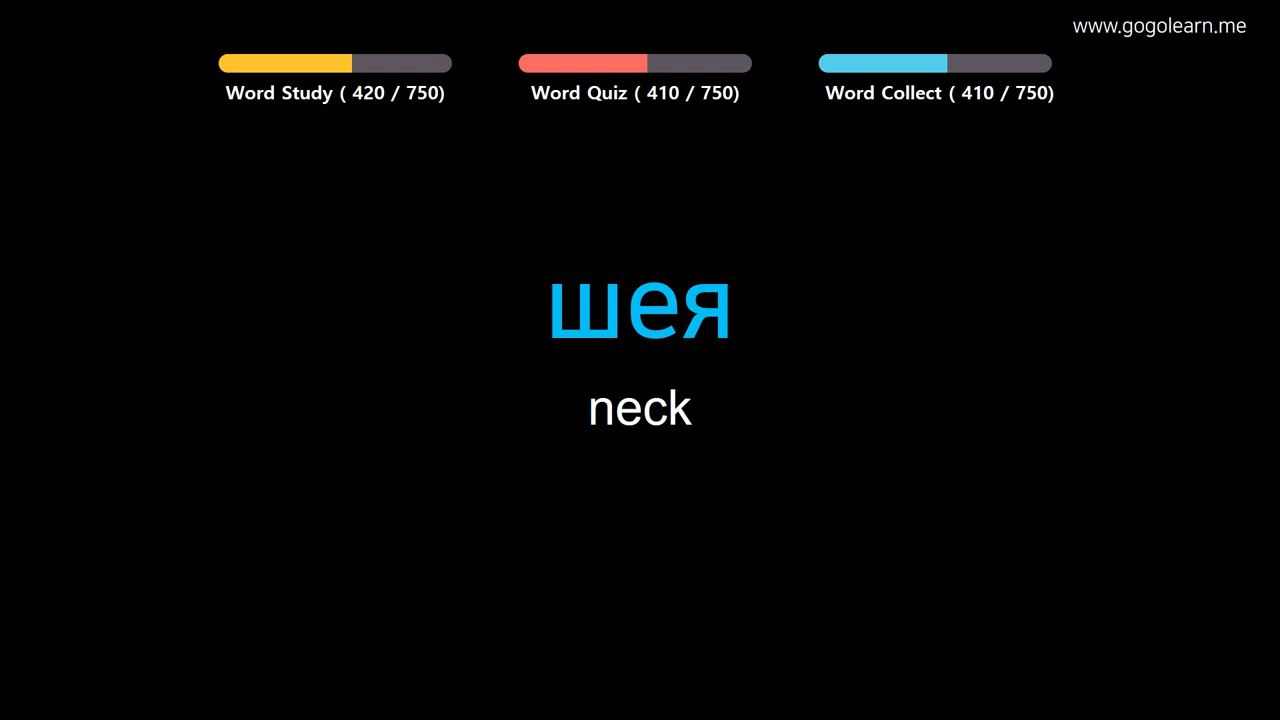 www.gogolearn.me
Word Study ( 420 / 750)
Word Quiz ( 410 / 750)
Word Collect ( 410 / 750)
шея
neck